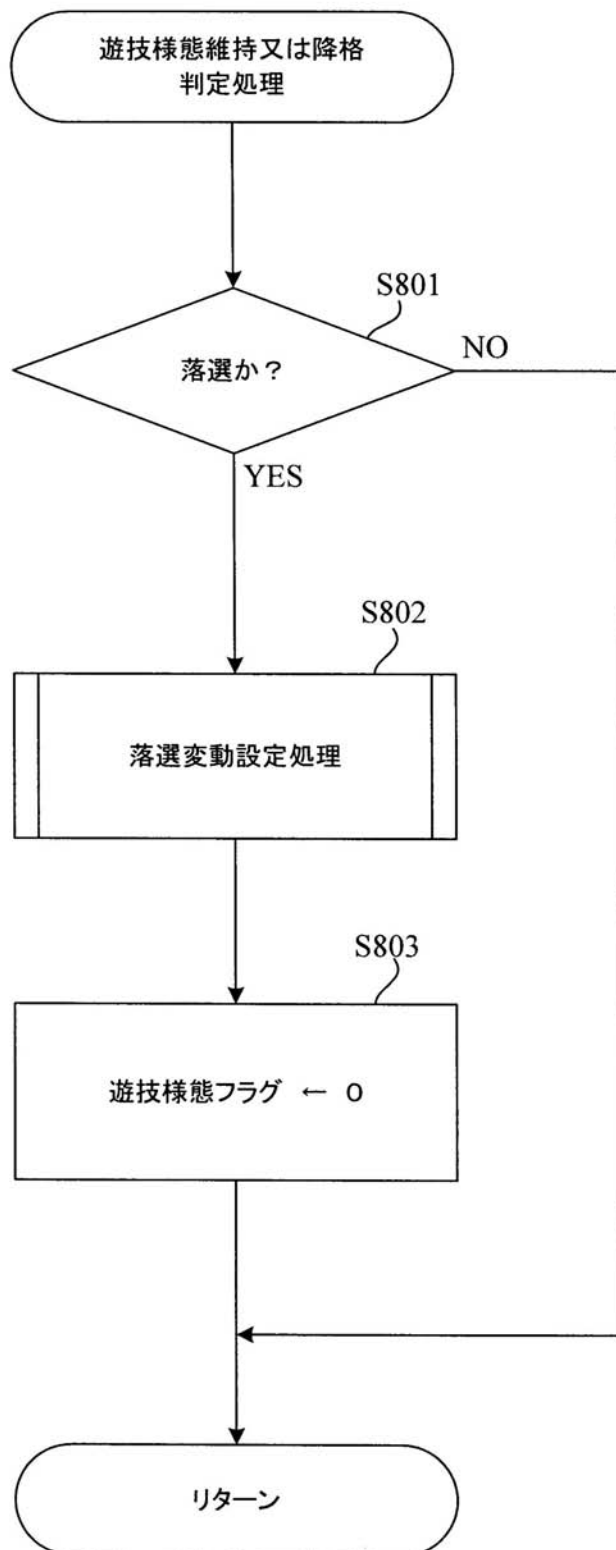 遊技様態維持又は降格
判定処理
S801
落選か？
NO
YES
S802
落選変動設定処理
S803
遊技様態フラグ ← 0
リターン